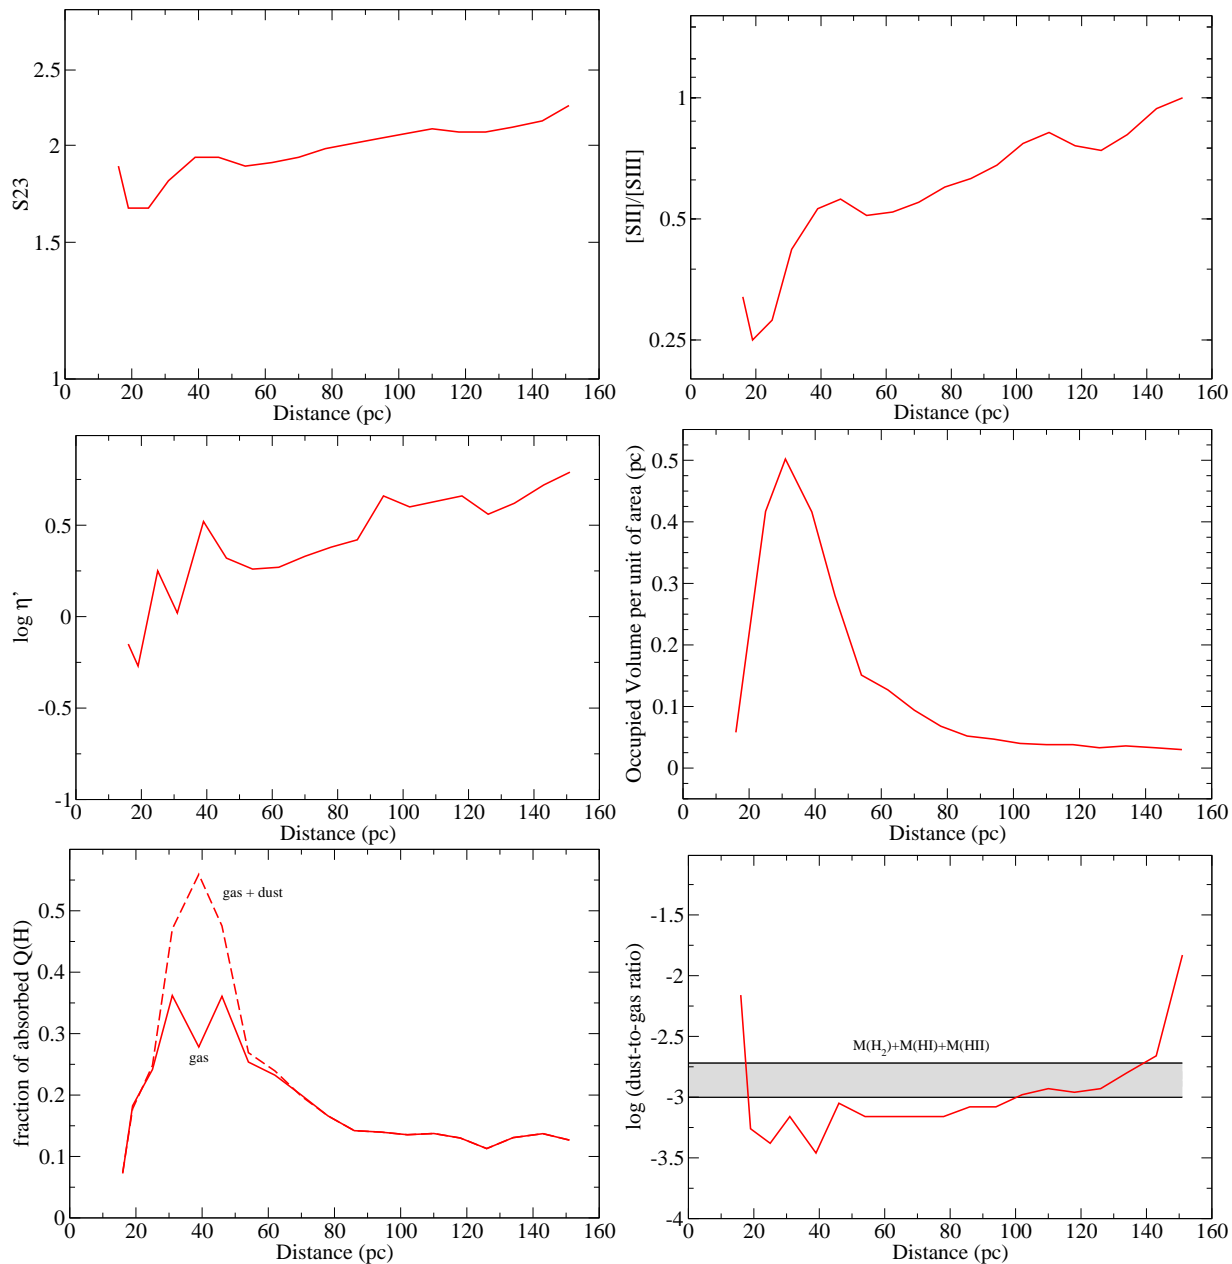 2.5
2
1.5
1
S23
0 20 40 60 80 100 120 140 160
Distance (pc)
1
0.5
0.25
[SII]/[SIII]
0 20 40 60 80 100 120 140 160
Distance (pc)
0.5
0
-0.5
-1
log η'
0 20 40 60 80 100 120 140 160
Distance (pc)
0.5
0.4
0.3
0.2
0.1
0
Occupied Volume per unit of area (pc)
0 20 40 60 80 100 120 140 160
Distance (pc)
0.5
0.4
0.3
0.2
0.1
0
fraction of absorbed Q(H)
gas + dust
gas
0 20 40 60 80 100 120 140 160
Distance (pc)
-1.5
-2
-2.5
-3
-3.5
-4
log (dust-to-gas ratio)
M(H₂)+M(HI)+M(HII)
0 20 40 60 80 100 120 140 160
Distance (pc)